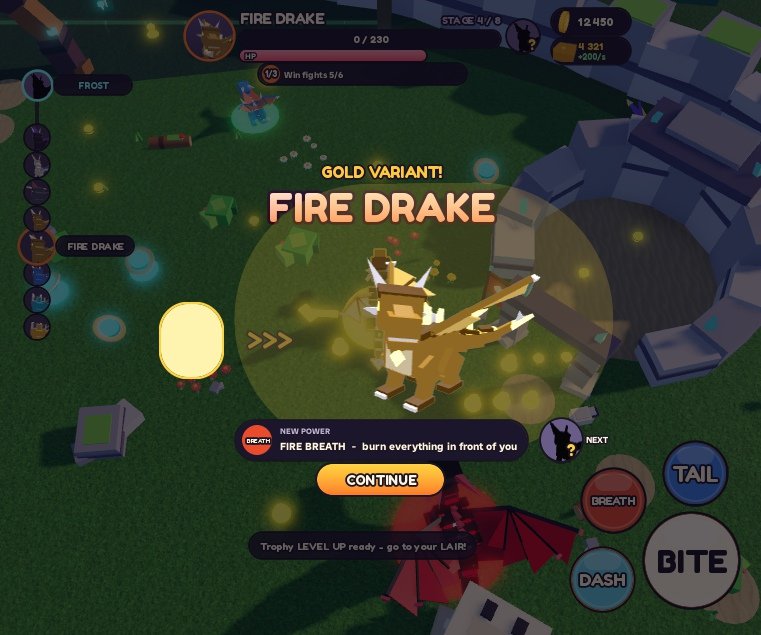 FIRE DRAKE
STAGE 4 / 8
0 / 230
HP
1/3 Win fights 5/6
12 450
4 321
+200/s
?
FROST
FIRE DRAKE
GOLD VARIANT!
FIRE DRAKE
>>>
NEW POWER
BREATH
FIRE BREATH - burn everything in front of you
?
NEXT
CONTINUE
Trophy LEVEL UP ready - go to your LAIR!
TAIL
BREATH
BITE
DASH